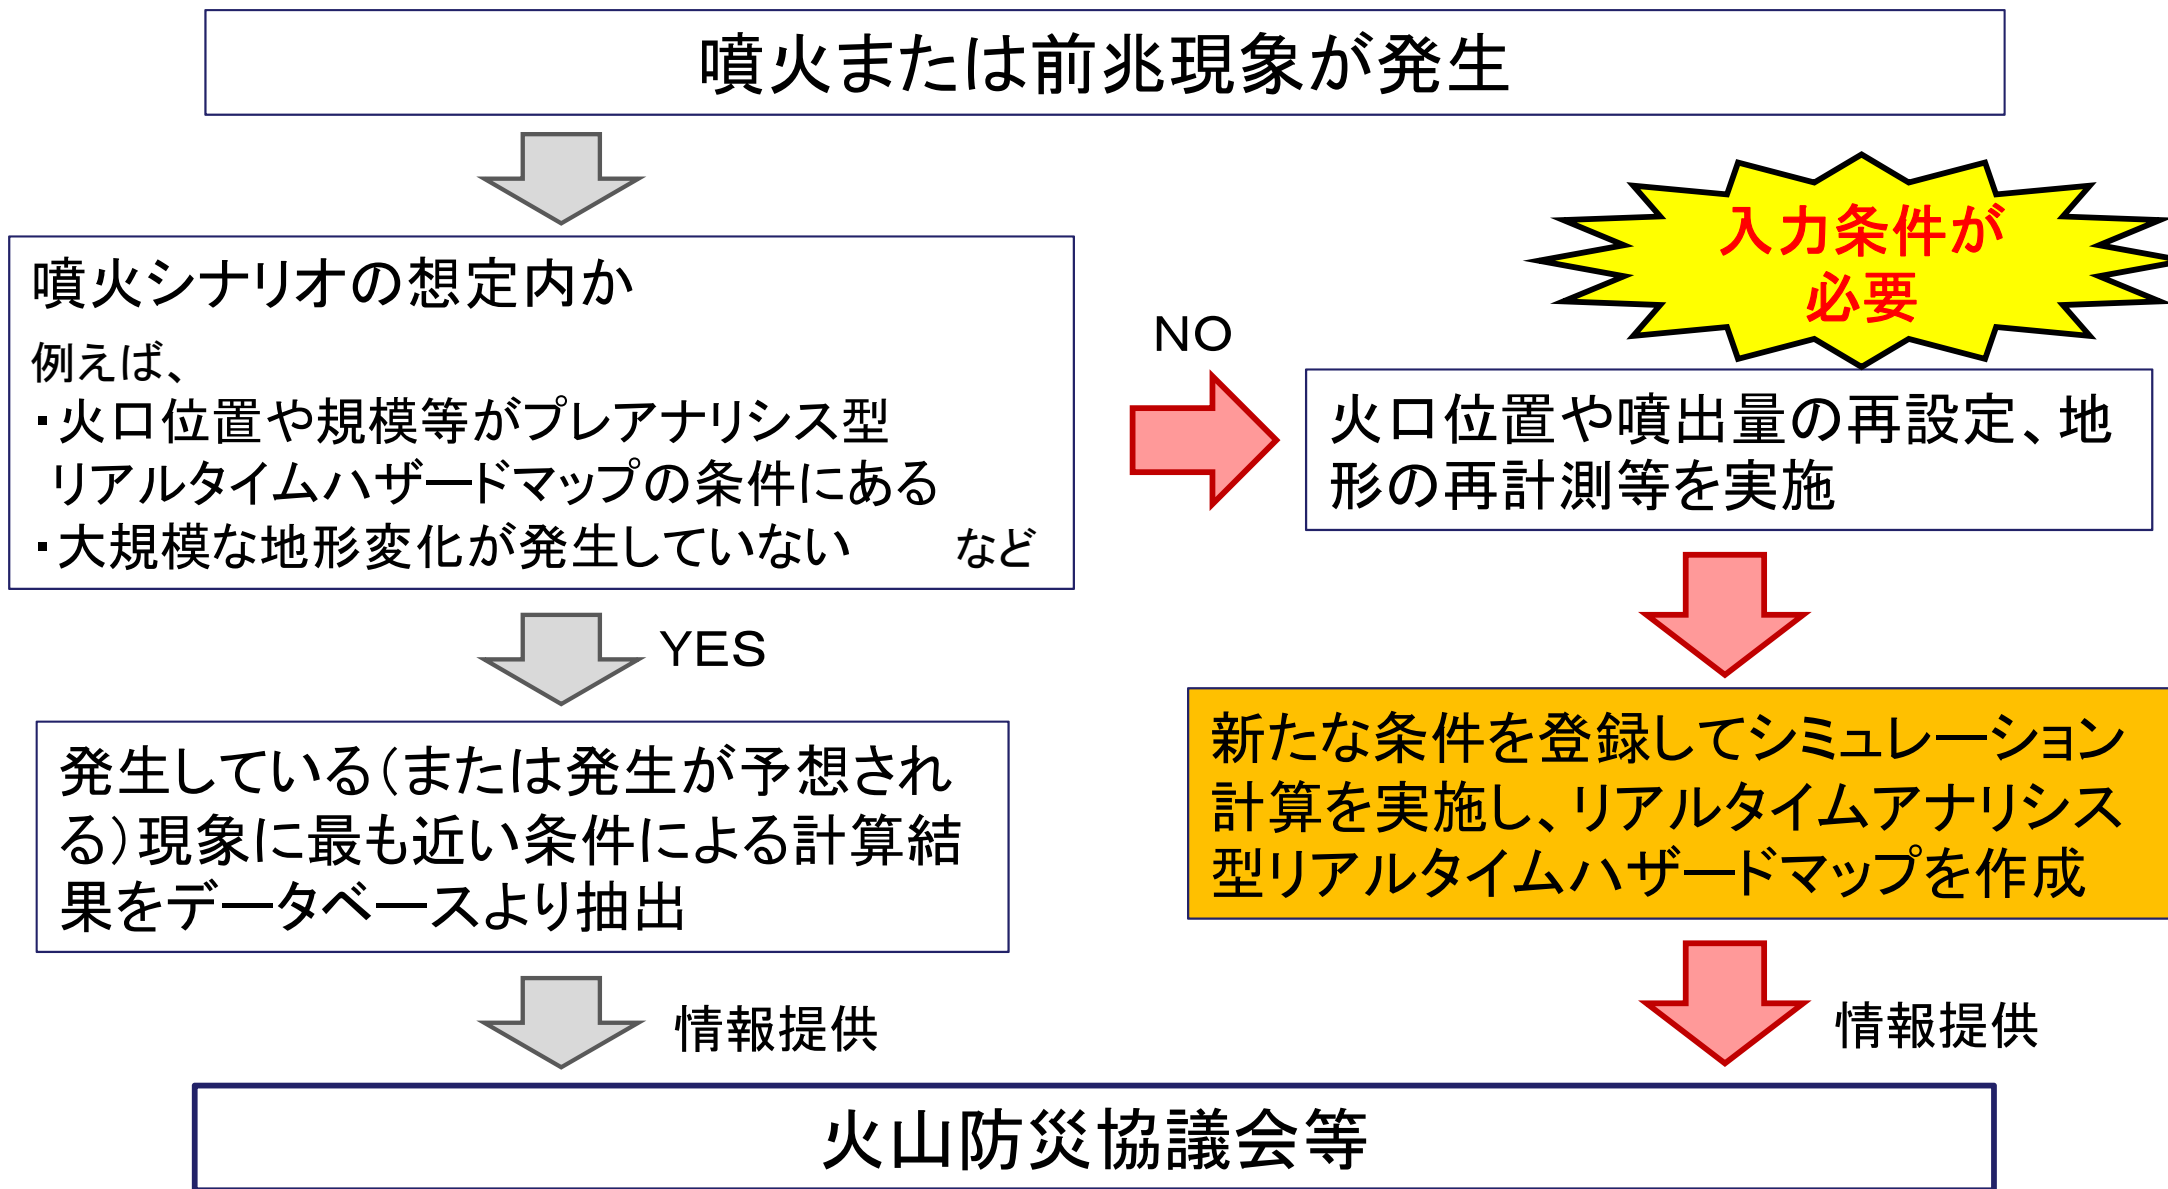 噴火または前兆現象が発生
噴火シナリオの想定内か
例えば、
・火口位置や規模等がプレアナリシス型
リアルタイムハザードマップの条件にある
・大規模な地形変化が発生していない　　など
NO
入力条件が
必要
火口位置や噴出量の再設定、地
形の再計測等を実施
YES
発生している（または発生が予想され
る）現象に最も近い条件による計算結
果をデータベースより抽出
新たな条件を登録してシミュレーション
計算を実施し、リアルタイムアナリシス
型リアルタイムハザードマップを作成
情報提供
情報提供
火山防災協議会等